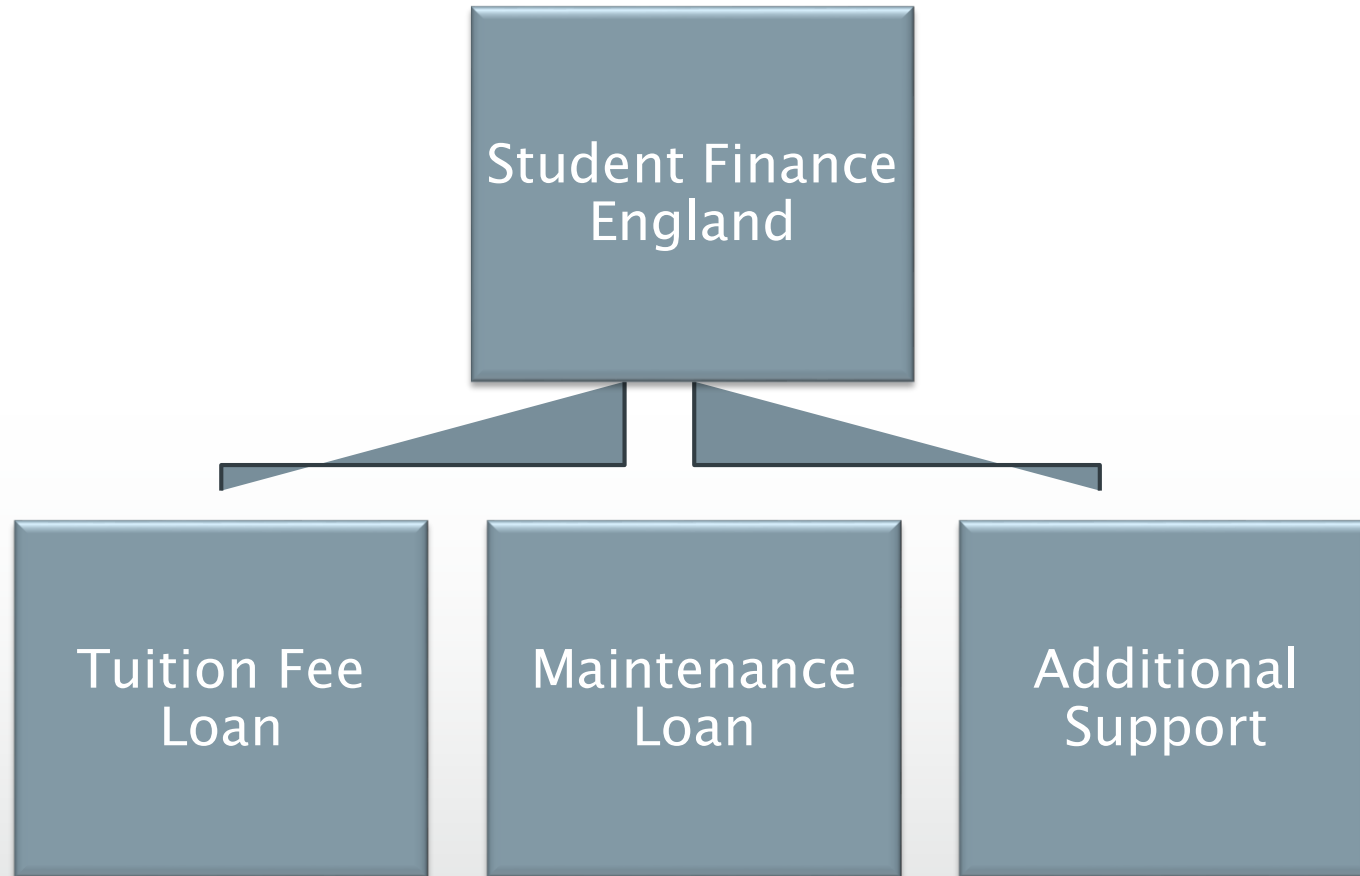 Student Finance
England
Tuition Fee
Loan
Maintenance
Loan
Additional
Support